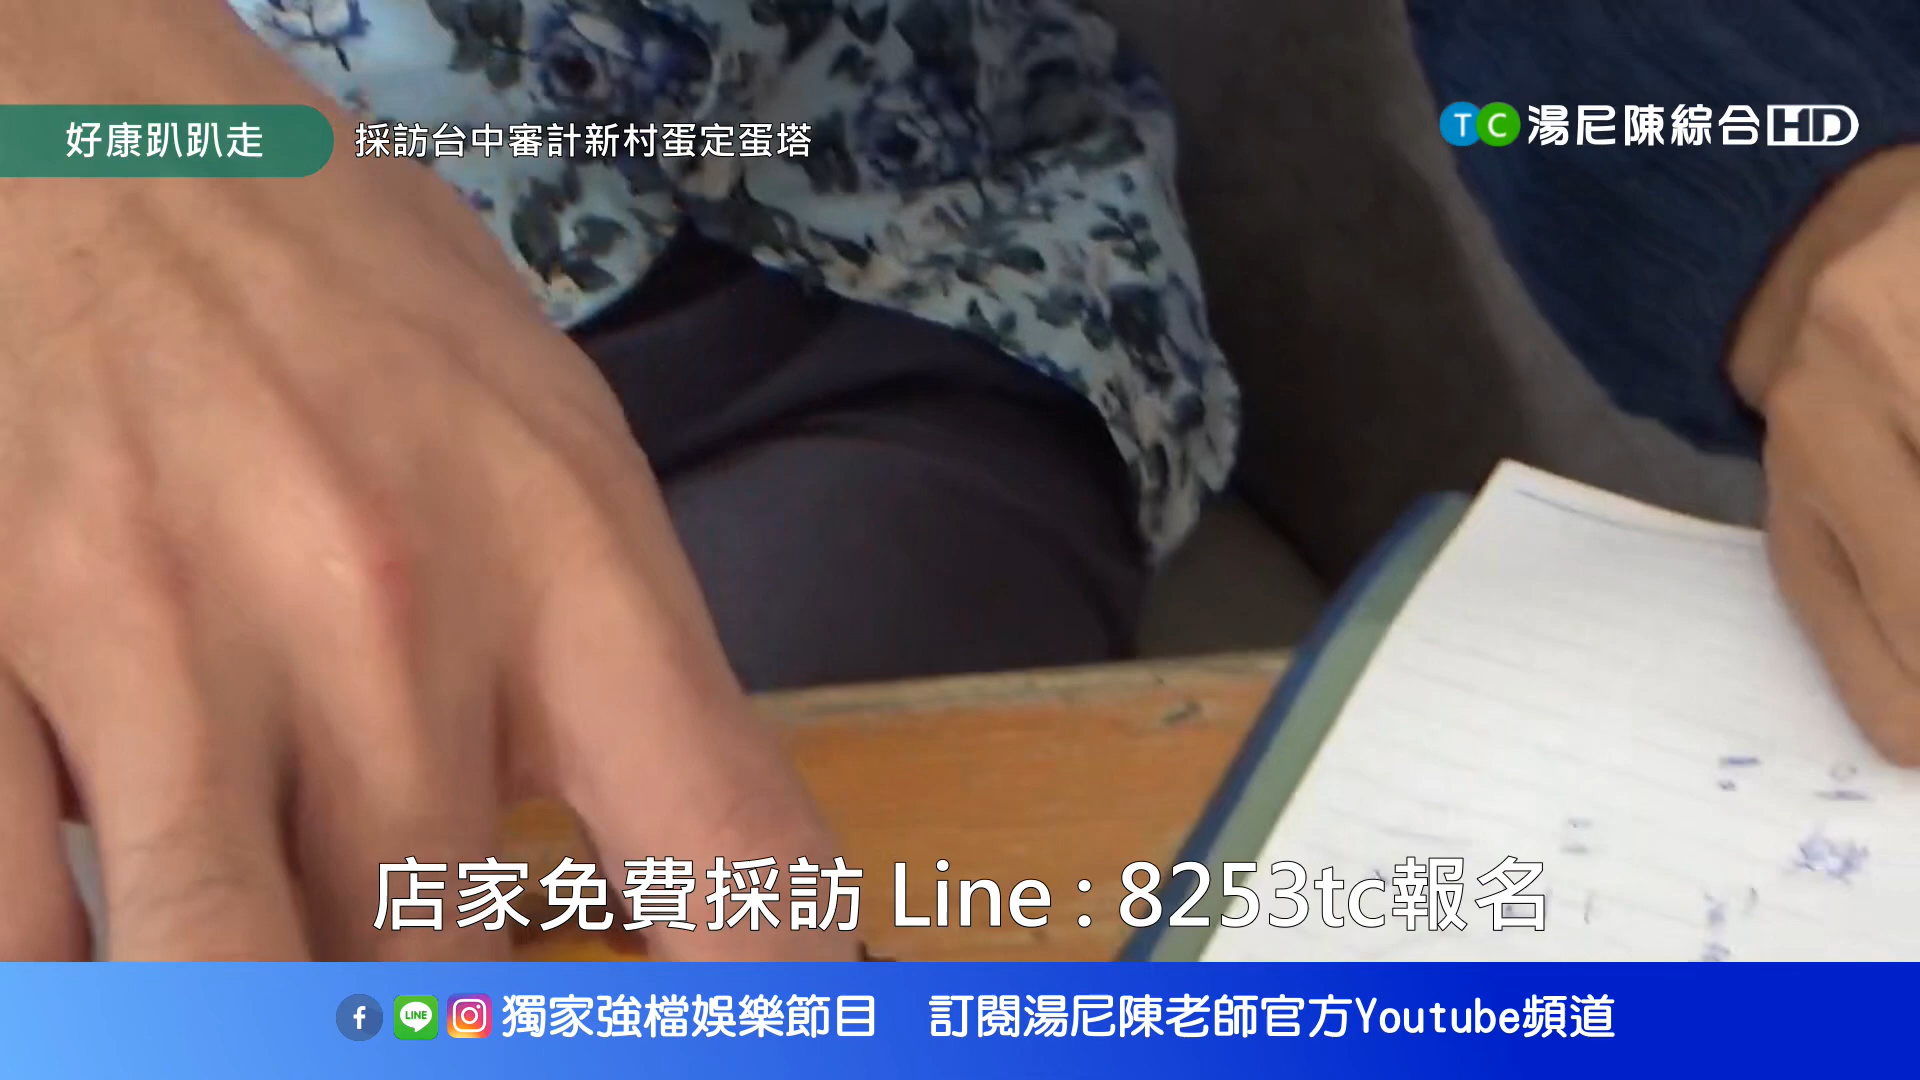 好康趴趴走
採訪台中審計新村蛋定蛋塔
TC湯尼陳綜合HD
店家免費採訪 Line : 8253tc報名
LINE
獨家強檔娛樂節目 訂閱湯尼陳老師官方Youtube頻道